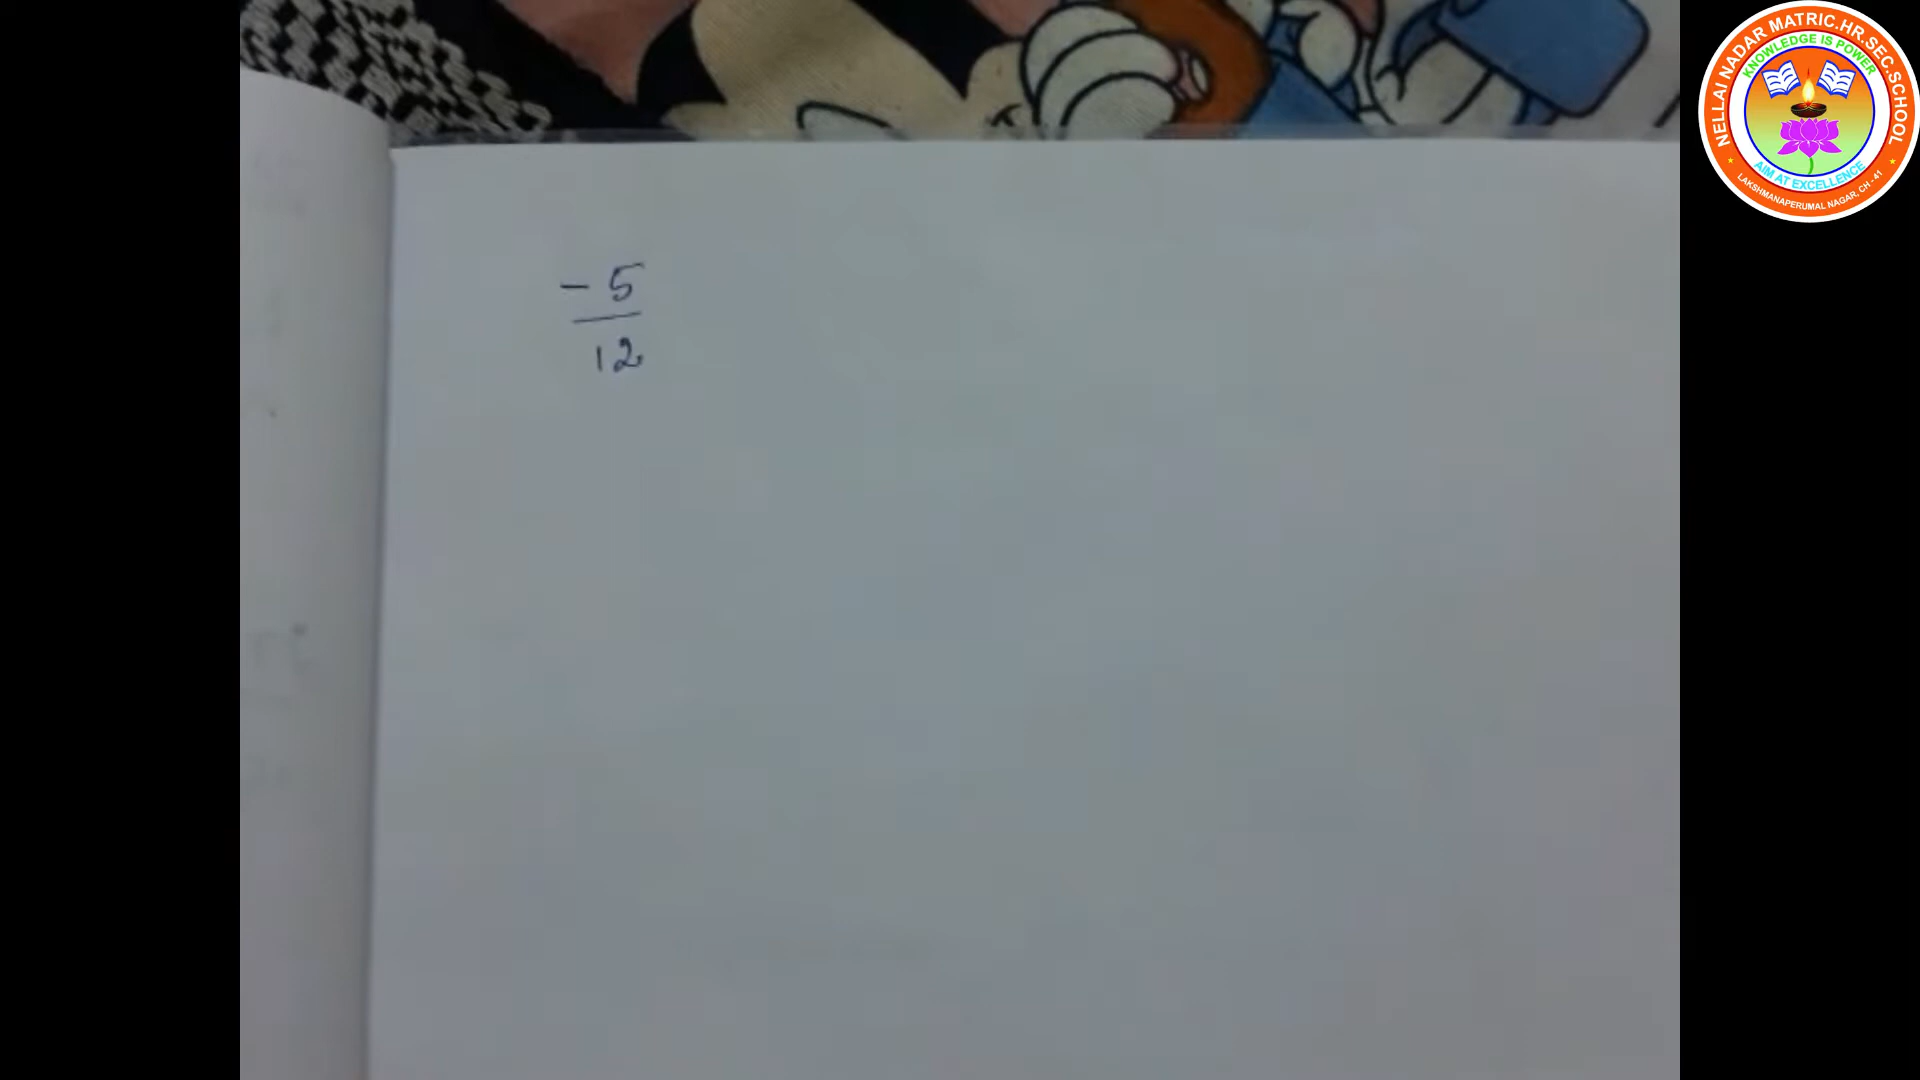 -5
12
NELLAI NADAR MATRIC.HR.SEC.SCHOOL
KNOWLEDGE IS POWER
AIM AT EXCELLENCE
LAKSHMANAPERUMAL NAGAR, CH - 41